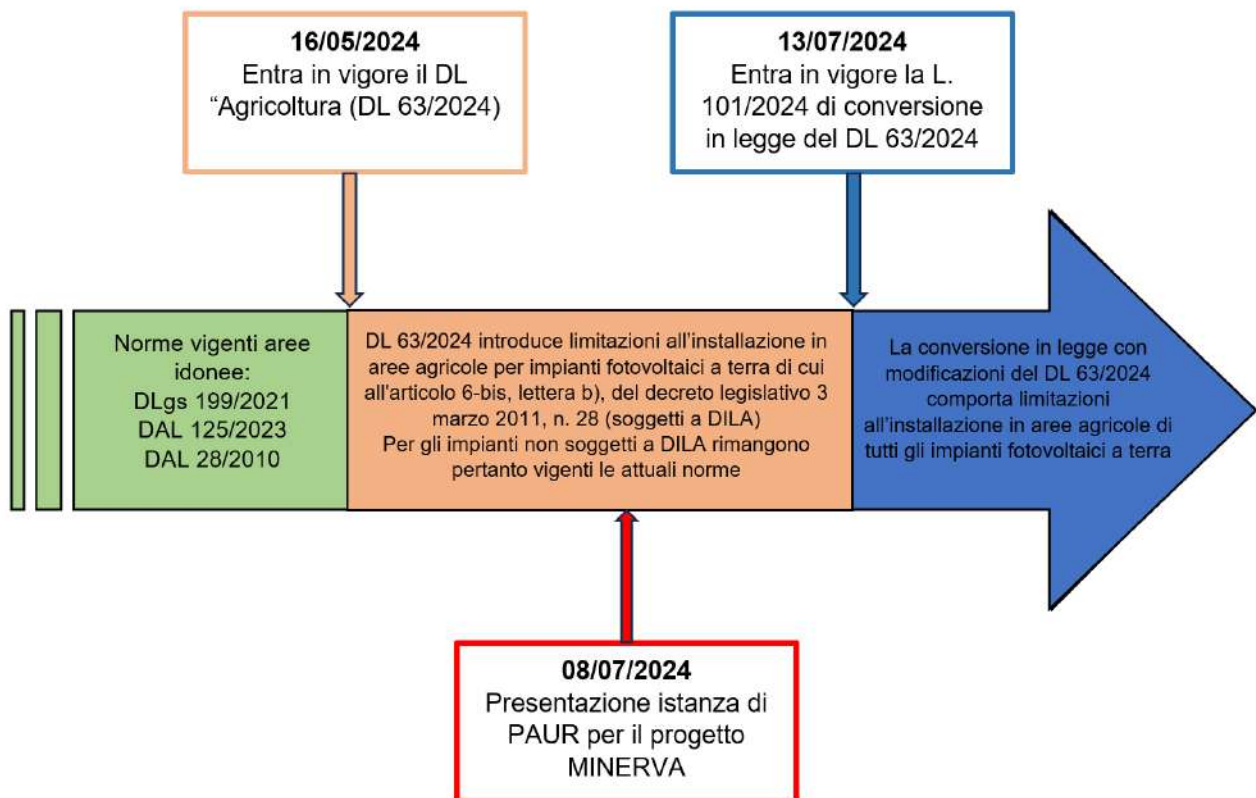 16/05/2024
Entra in vigore il DL
“Agricoltura (DL 63/2024)
13/07/2024
Entra in vigore la L.
101/2024 di conversione
in legge del DL 63/2024
Norme vigenti aree
idonee:
DLgs 199/2021
DAL 125/2023
DAL 28/2010
DL 63/2024 introduce limitazioni all'installazione in
aree agricole per impianti fotovoltaici a terra di cui
all'articolo 6-bis, lettera b), del decreto legislativo 3
marzo 2011, n. 28 (soggetti a DILA)
Per gli impianti non soggetti a DILA rimangono
pertanto vigenti le attuali norme
La conversione in legge con
modificazioni del DL 63/2024
comporta limitazioni
all'installazione in aree agricole di
tutti gli impianti fotovoltaici a terra
08/07/2024
Presentazione istanza di
PAUR per il progetto
MINERVA